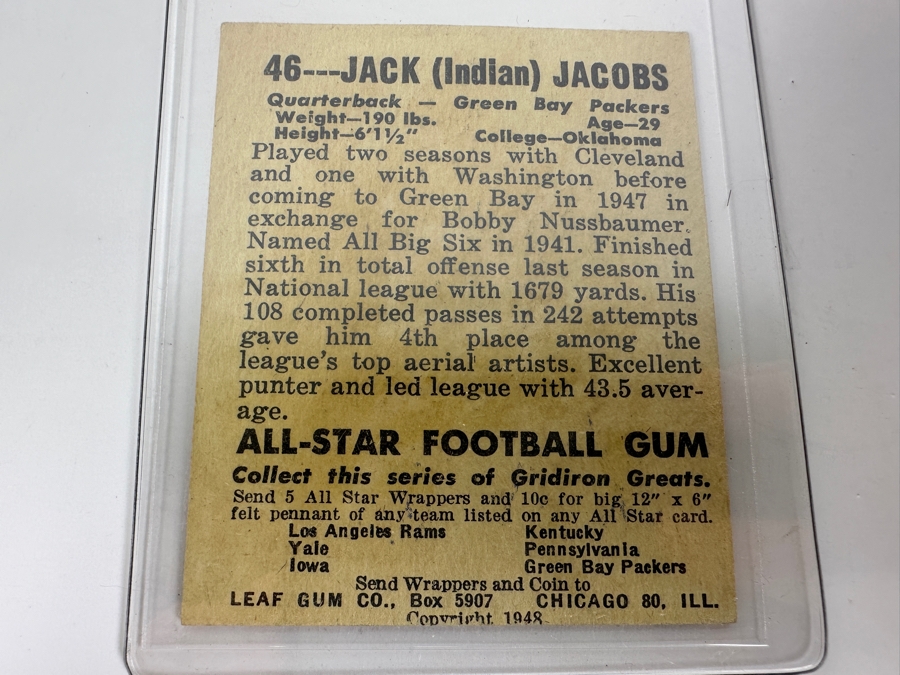 46---JACK (Indian) JACOBS
Quarterback — Green Bay Packers
Weight—190 lbs. Age—29
Height—6'1½" College—Oklahoma
Played two seasons with Cleveland
and one with Washington before
coming to Green Bay in 1947 in
exchange for Bobby Nussbaumer.
Named All Big Six in 1941. Finished
sixth in total offense last season in
National league with 1679 yards. His
108 completed passes in 242 attempts
gave him 4th place among the
league's top aerial artists. Excellent
punter and led league with 43.5 aver-
age.
ALL-STAR FOOTBALL GUM
Collect this series of Gridiron Greats.
Send 5 All Star Wrappers and 10c for big 12" x 6"
felt pennant of any team listed on any All Star card.
Los Angeles Rams Kentucky
Yale Pennsylvania
Iowa Green Bay Packers
Send Wrappers and Coin to
LEAF GUM CO., Box 5907 CHICAGO 80, ILL.
Copyright 1948